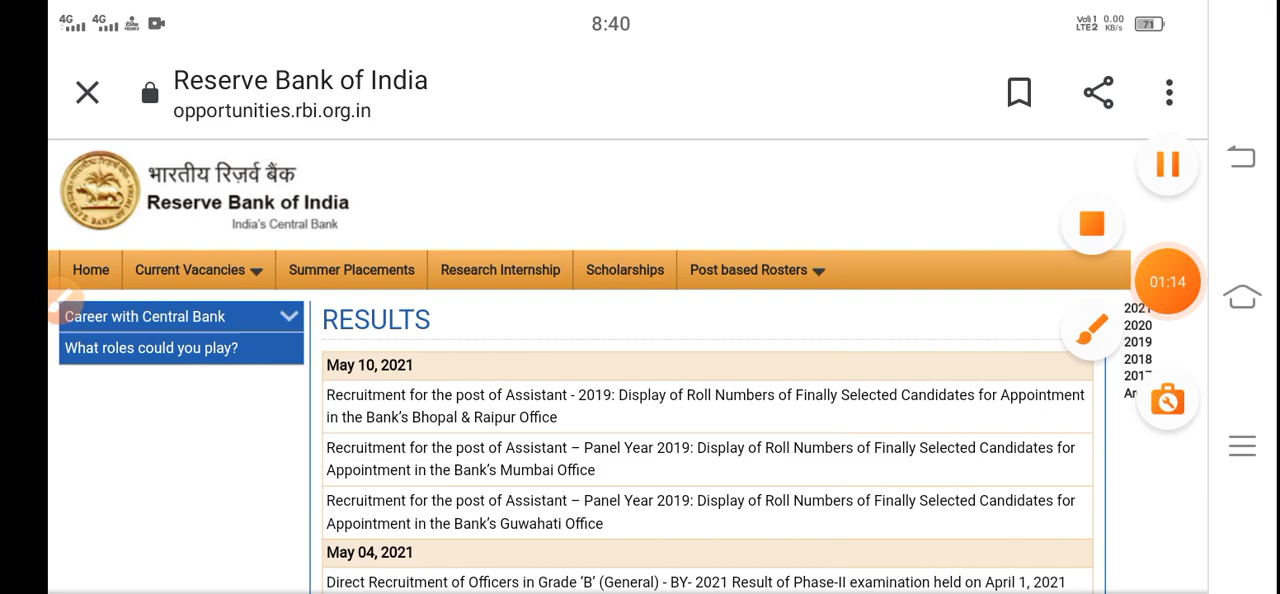 4G 4G 8:40 Vo)) 1 0.00
LTE2 KB/s 71
Reserve Bank of India
opportunities.rbi.org.in
भारतीय रिज़र्व बैंक
Reserve Bank of India
India's Central Bank
Home Current Vacancies Summer Placements Research Internship Scholarships Post based Rosters
01:14
Career with Central Bank
What roles could you play?
RESULTS
2021
2020
2019
2018
2017
May 10, 2021
Recruitment for the post of Assistant - 2019: Display of Roll Numbers of Finally Selected Candidates for Appointment
in the Bank's Bhopal & Raipur Office
Recruitment for the post of Assistant – Panel Year 2019: Display of Roll Numbers of Finally Selected Candidates for
Appointment in the Bank's Mumbai Office
Recruitment for the post of Assistant – Panel Year 2019: Display of Roll Numbers of Finally Selected Candidates for
Appointment in the Bank's Guwahati Office
May 04, 2021
Direct Recruitment of Officers in Grade ‘B’ (General) - BY- 2021 Result of Phase-II examination held on April 1, 2021